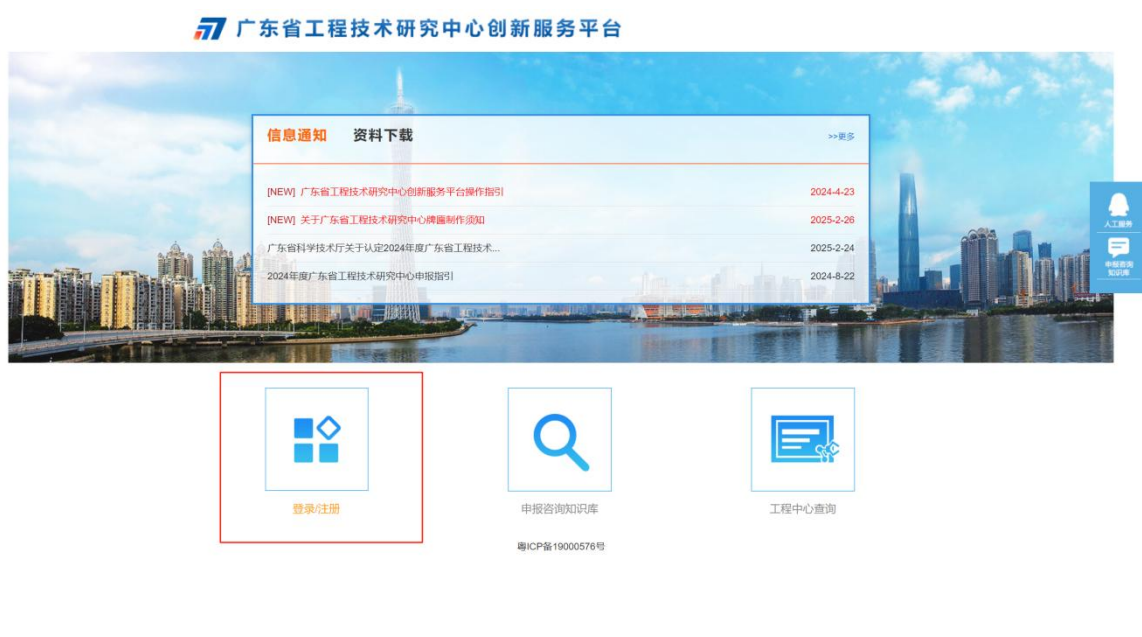 广东省工程技术研究中心创新服务平台
信息通知 资料下载 >>更多
[NEW] 广东省工程技术研究中心创新服务平台操作指引 2024-4-23
[NEW] 关于广东省工程技术研究中心牌匾制作须知 2025-2-26
广东省科学技术厅关于认定2024年度广东省工程技术... 2025-2-24
2024年度广东省工程技术研究中心申报指引 2024-8-22
人工服务
申报咨询
知识库
登录/注册
申报咨询知识库
工程中心查询
粤ICP备19000576号